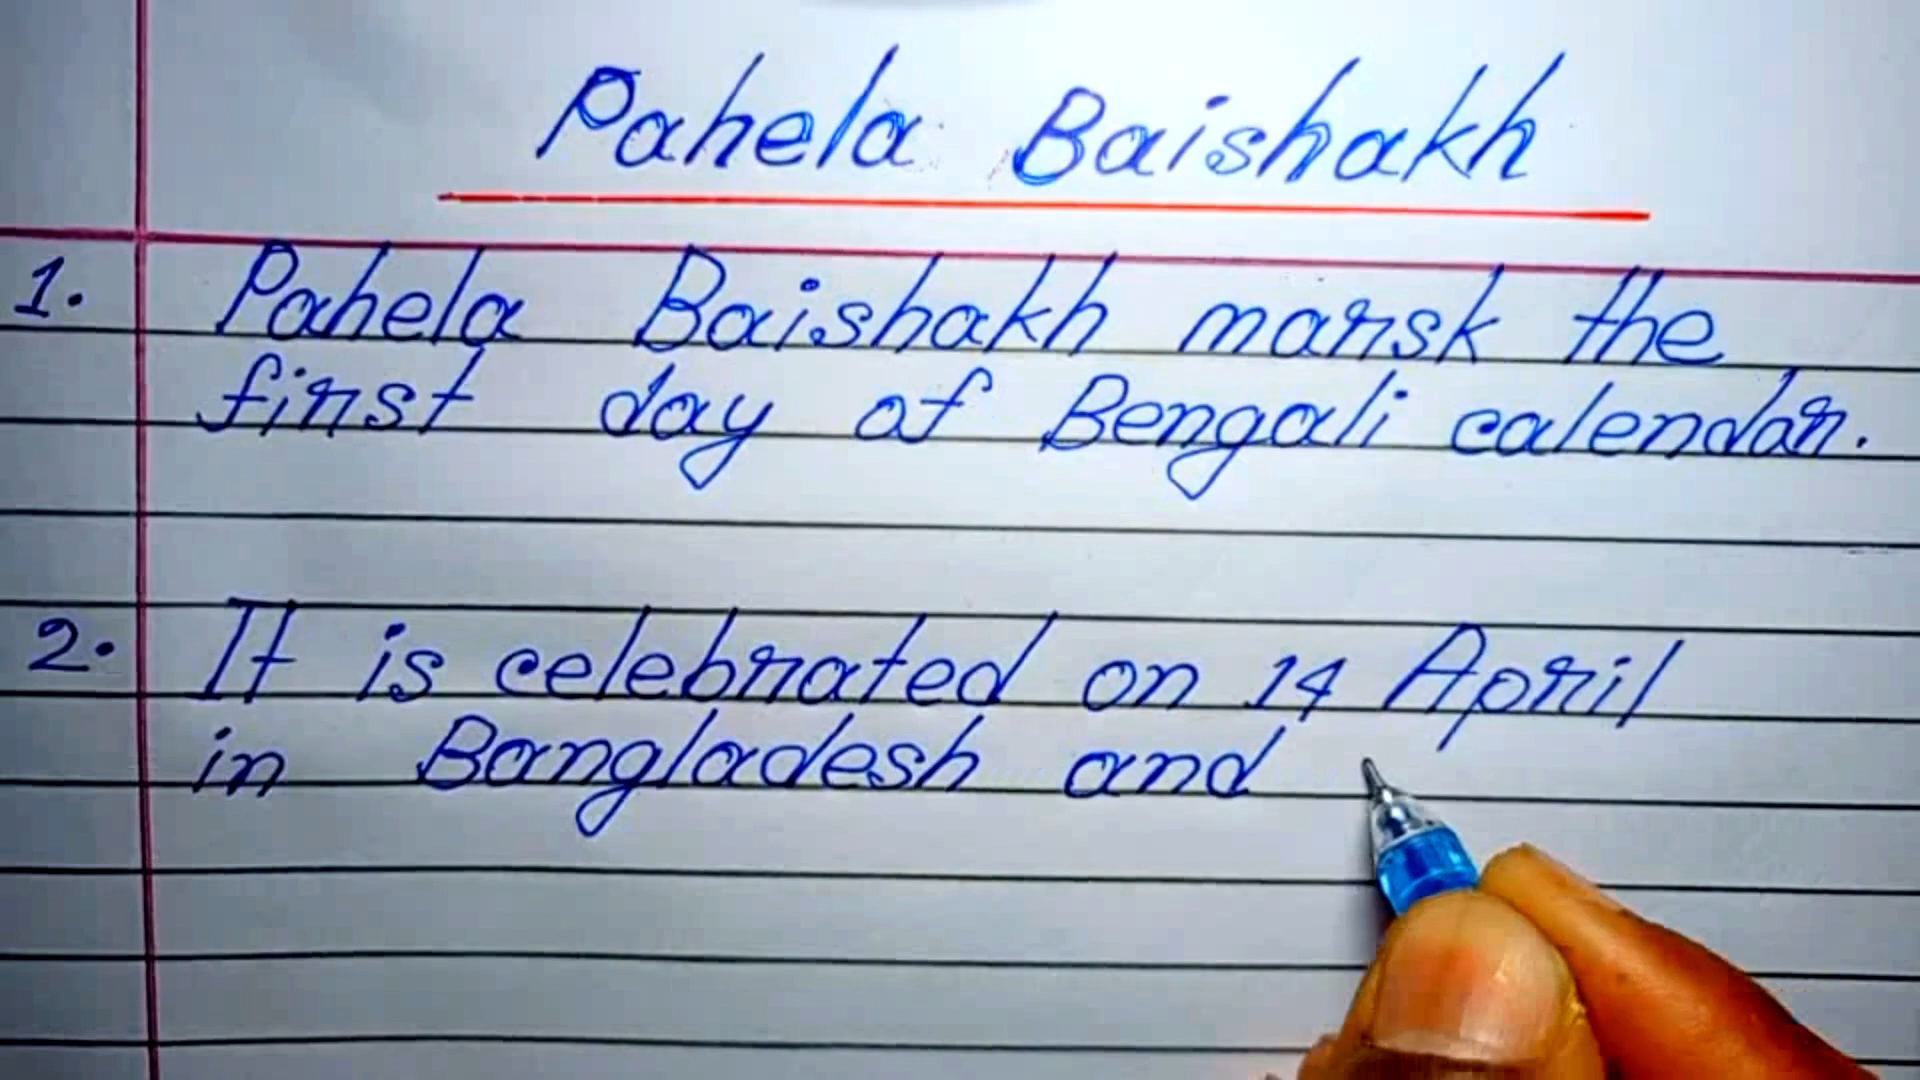 Pahela Baishakh
1. Pahela Baishakh marsk the
first day of Bengali calendar.
2. It is celebrated on 14 April
in Bangladesh and